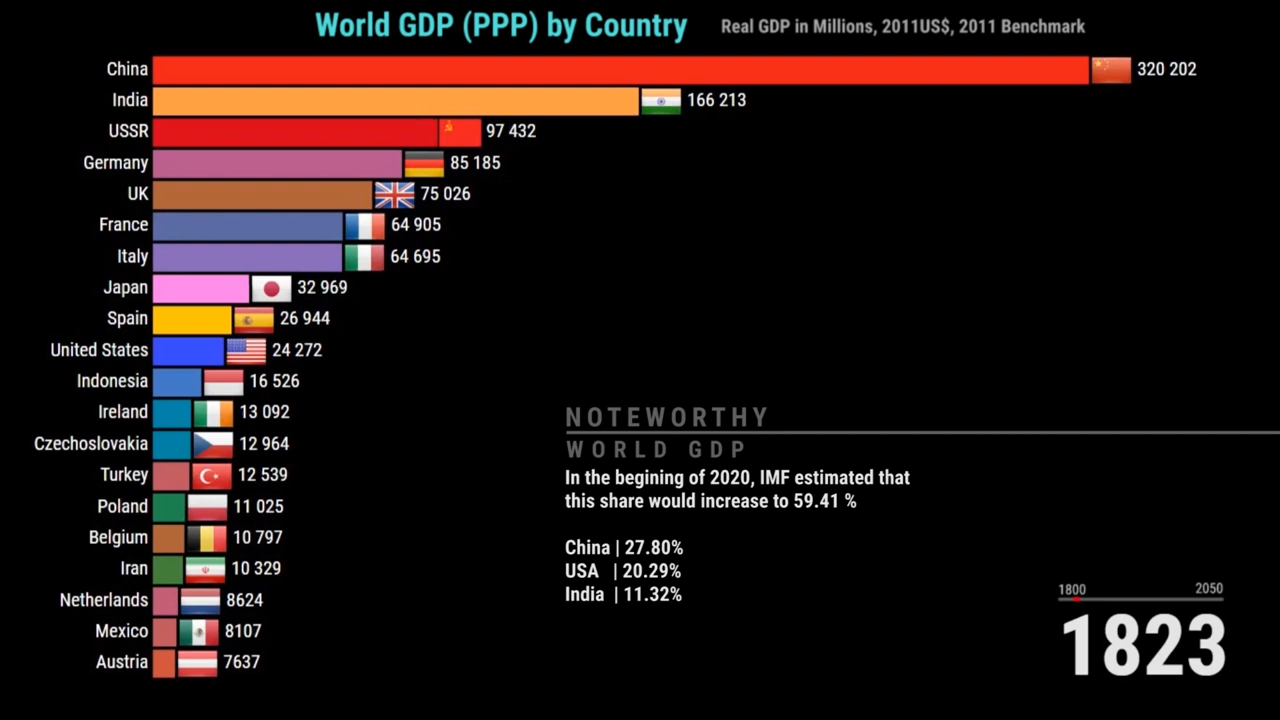 World GDP (PPP) by Country Real GDP in Millions, 2011US$, 2011 Benchmark
China 320 202
India 166 213
USSR 97 432
Germany 85 185
UK 75 026
France 64 905
Italy 64 695
Japan 32 969
Spain 26 944
United States 24 272
Indonesia 16 526
Ireland 13 092
Czechoslovakia 12 964
Turkey 12 539
Poland 11 025
Belgium 10 797
Iran 10 329
Netherlands 8624
Mexico 8107
Austria 7637
NOTEWORTHY
WORLD GDP
In the begining of 2020, IMF estimated that
this share would increase to 59.41 %
China | 27.80%
USA | 20.29%
India | 11.32%
1800 2050
1823